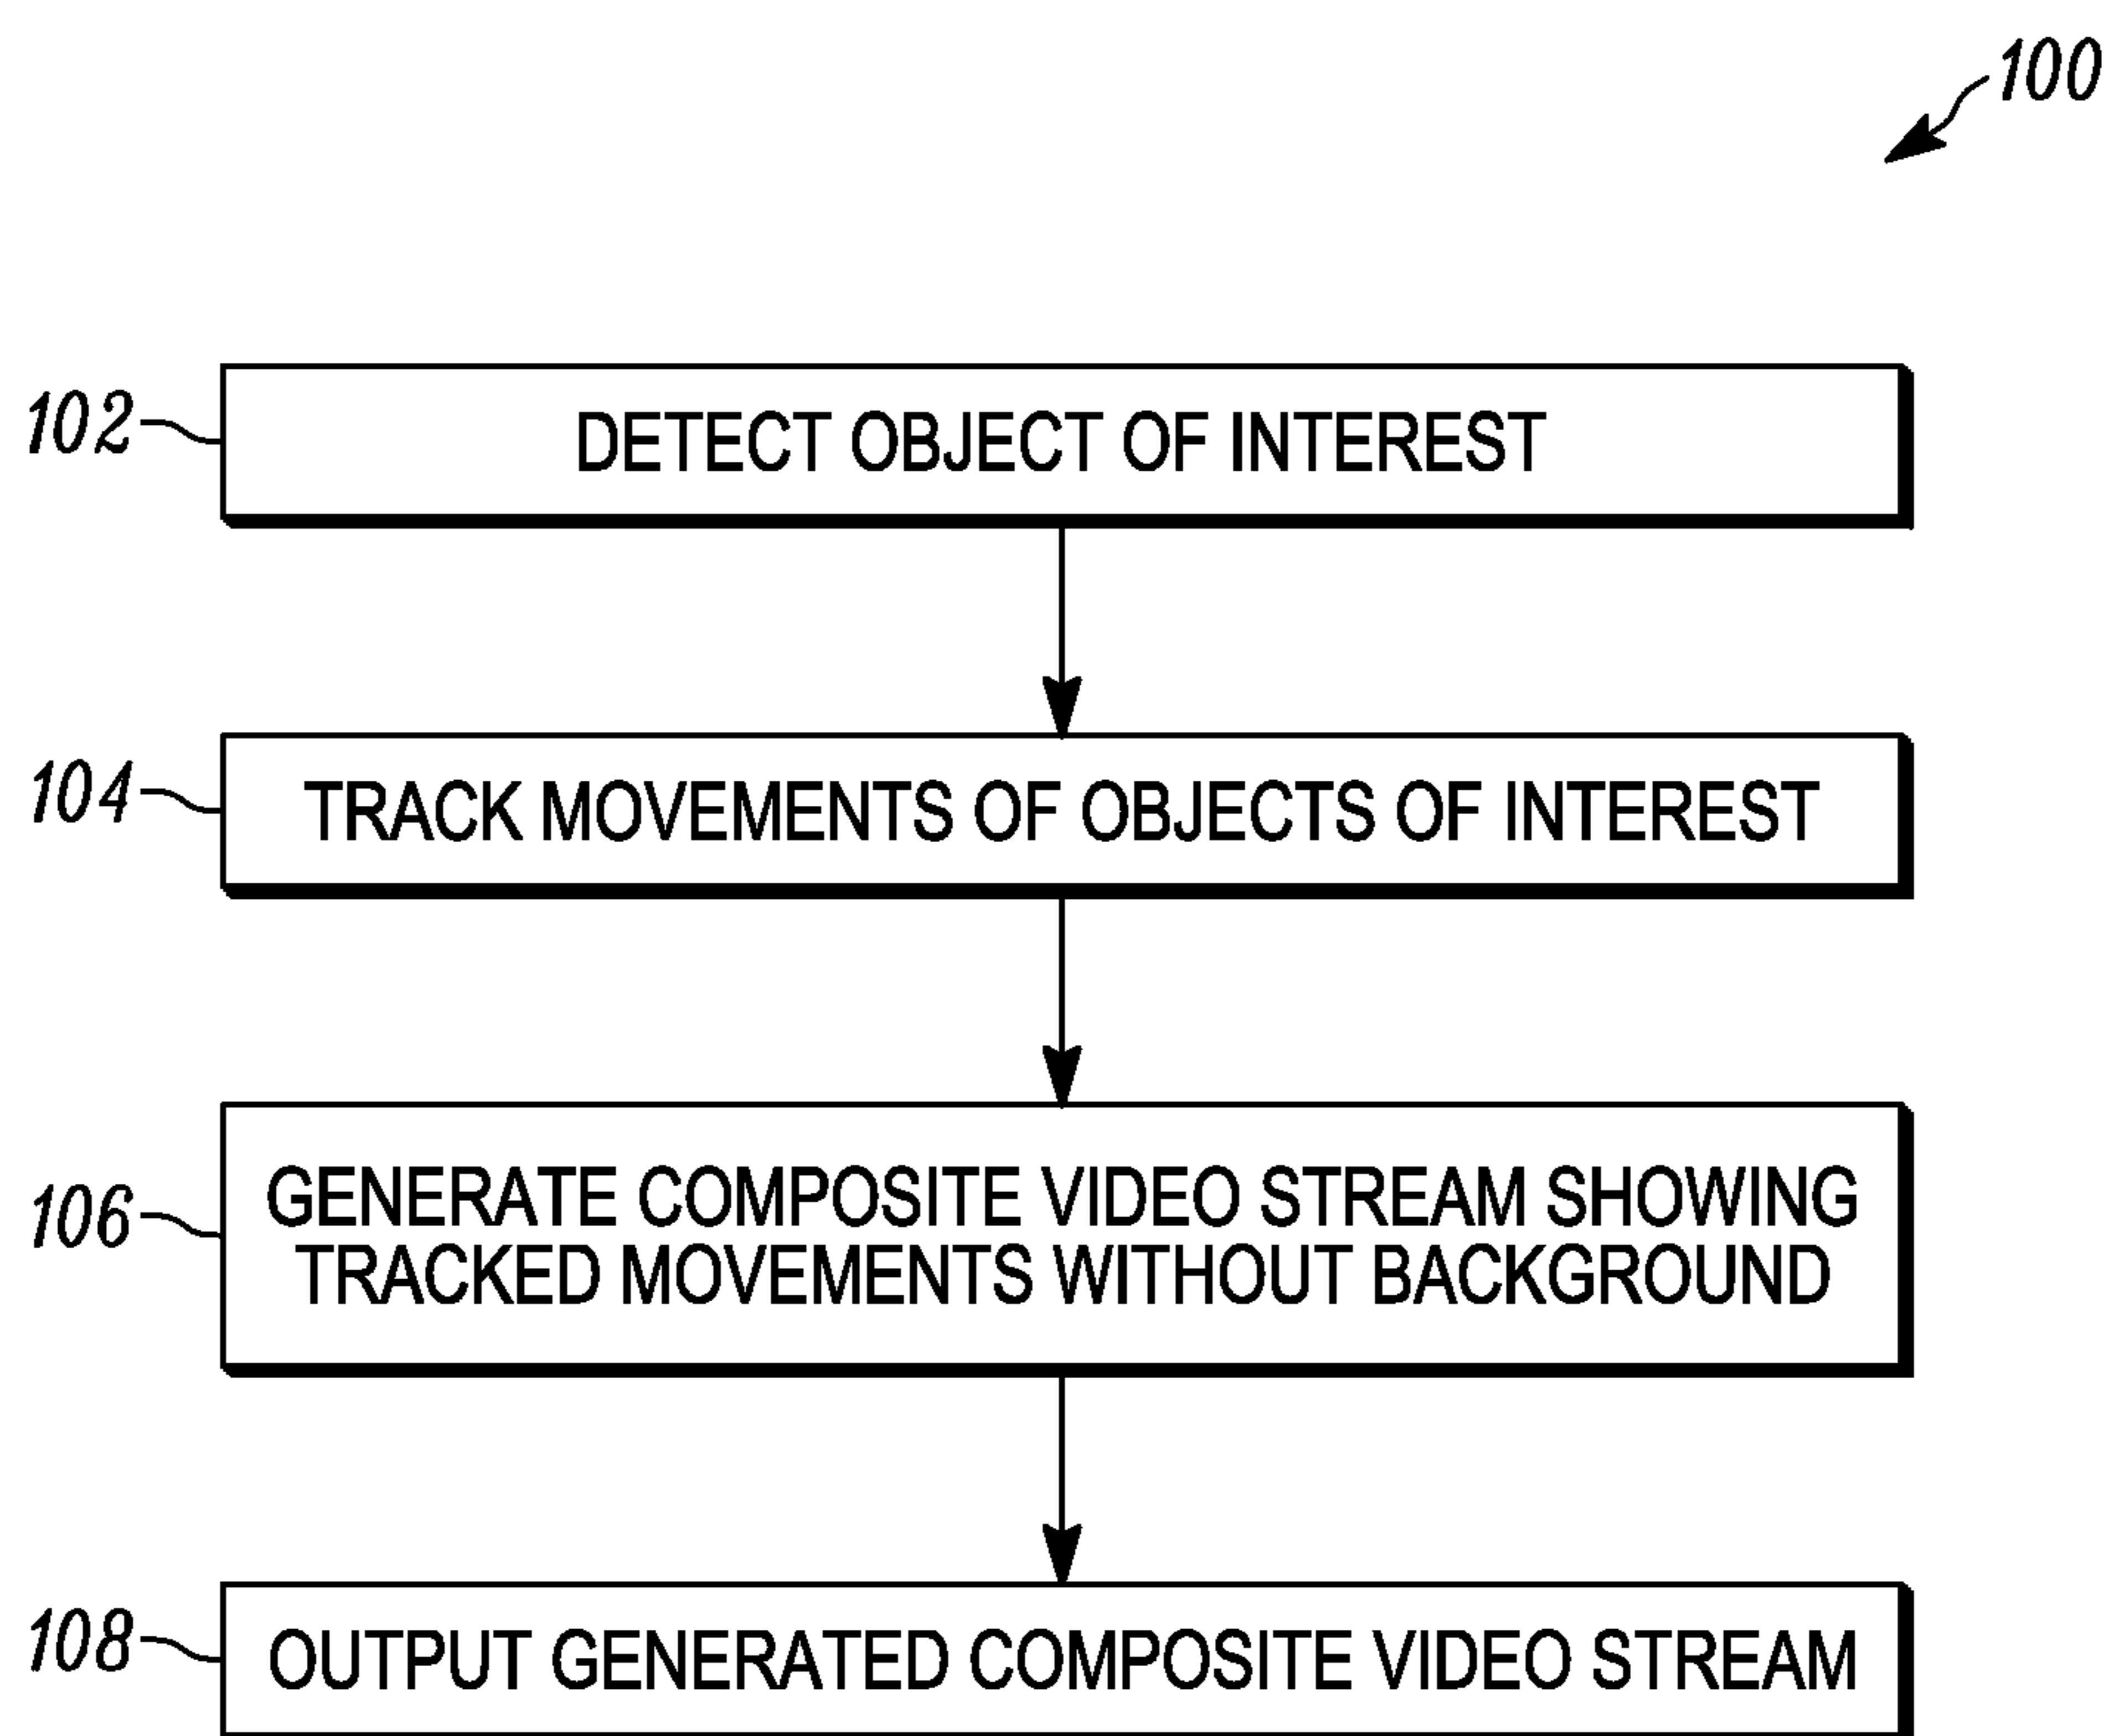 100
102
DETECT OBJECT OF INTEREST
104
TRACK MOVEMENTS OF OBJECTS OF INTEREST
106
GENERATE COMPOSITE VIDEO STREAM SHOWING
TRACKED MOVEMENTS WITHOUT BACKGROUND
108
OUTPUT GENERATED COMPOSITE VIDEO STREAM